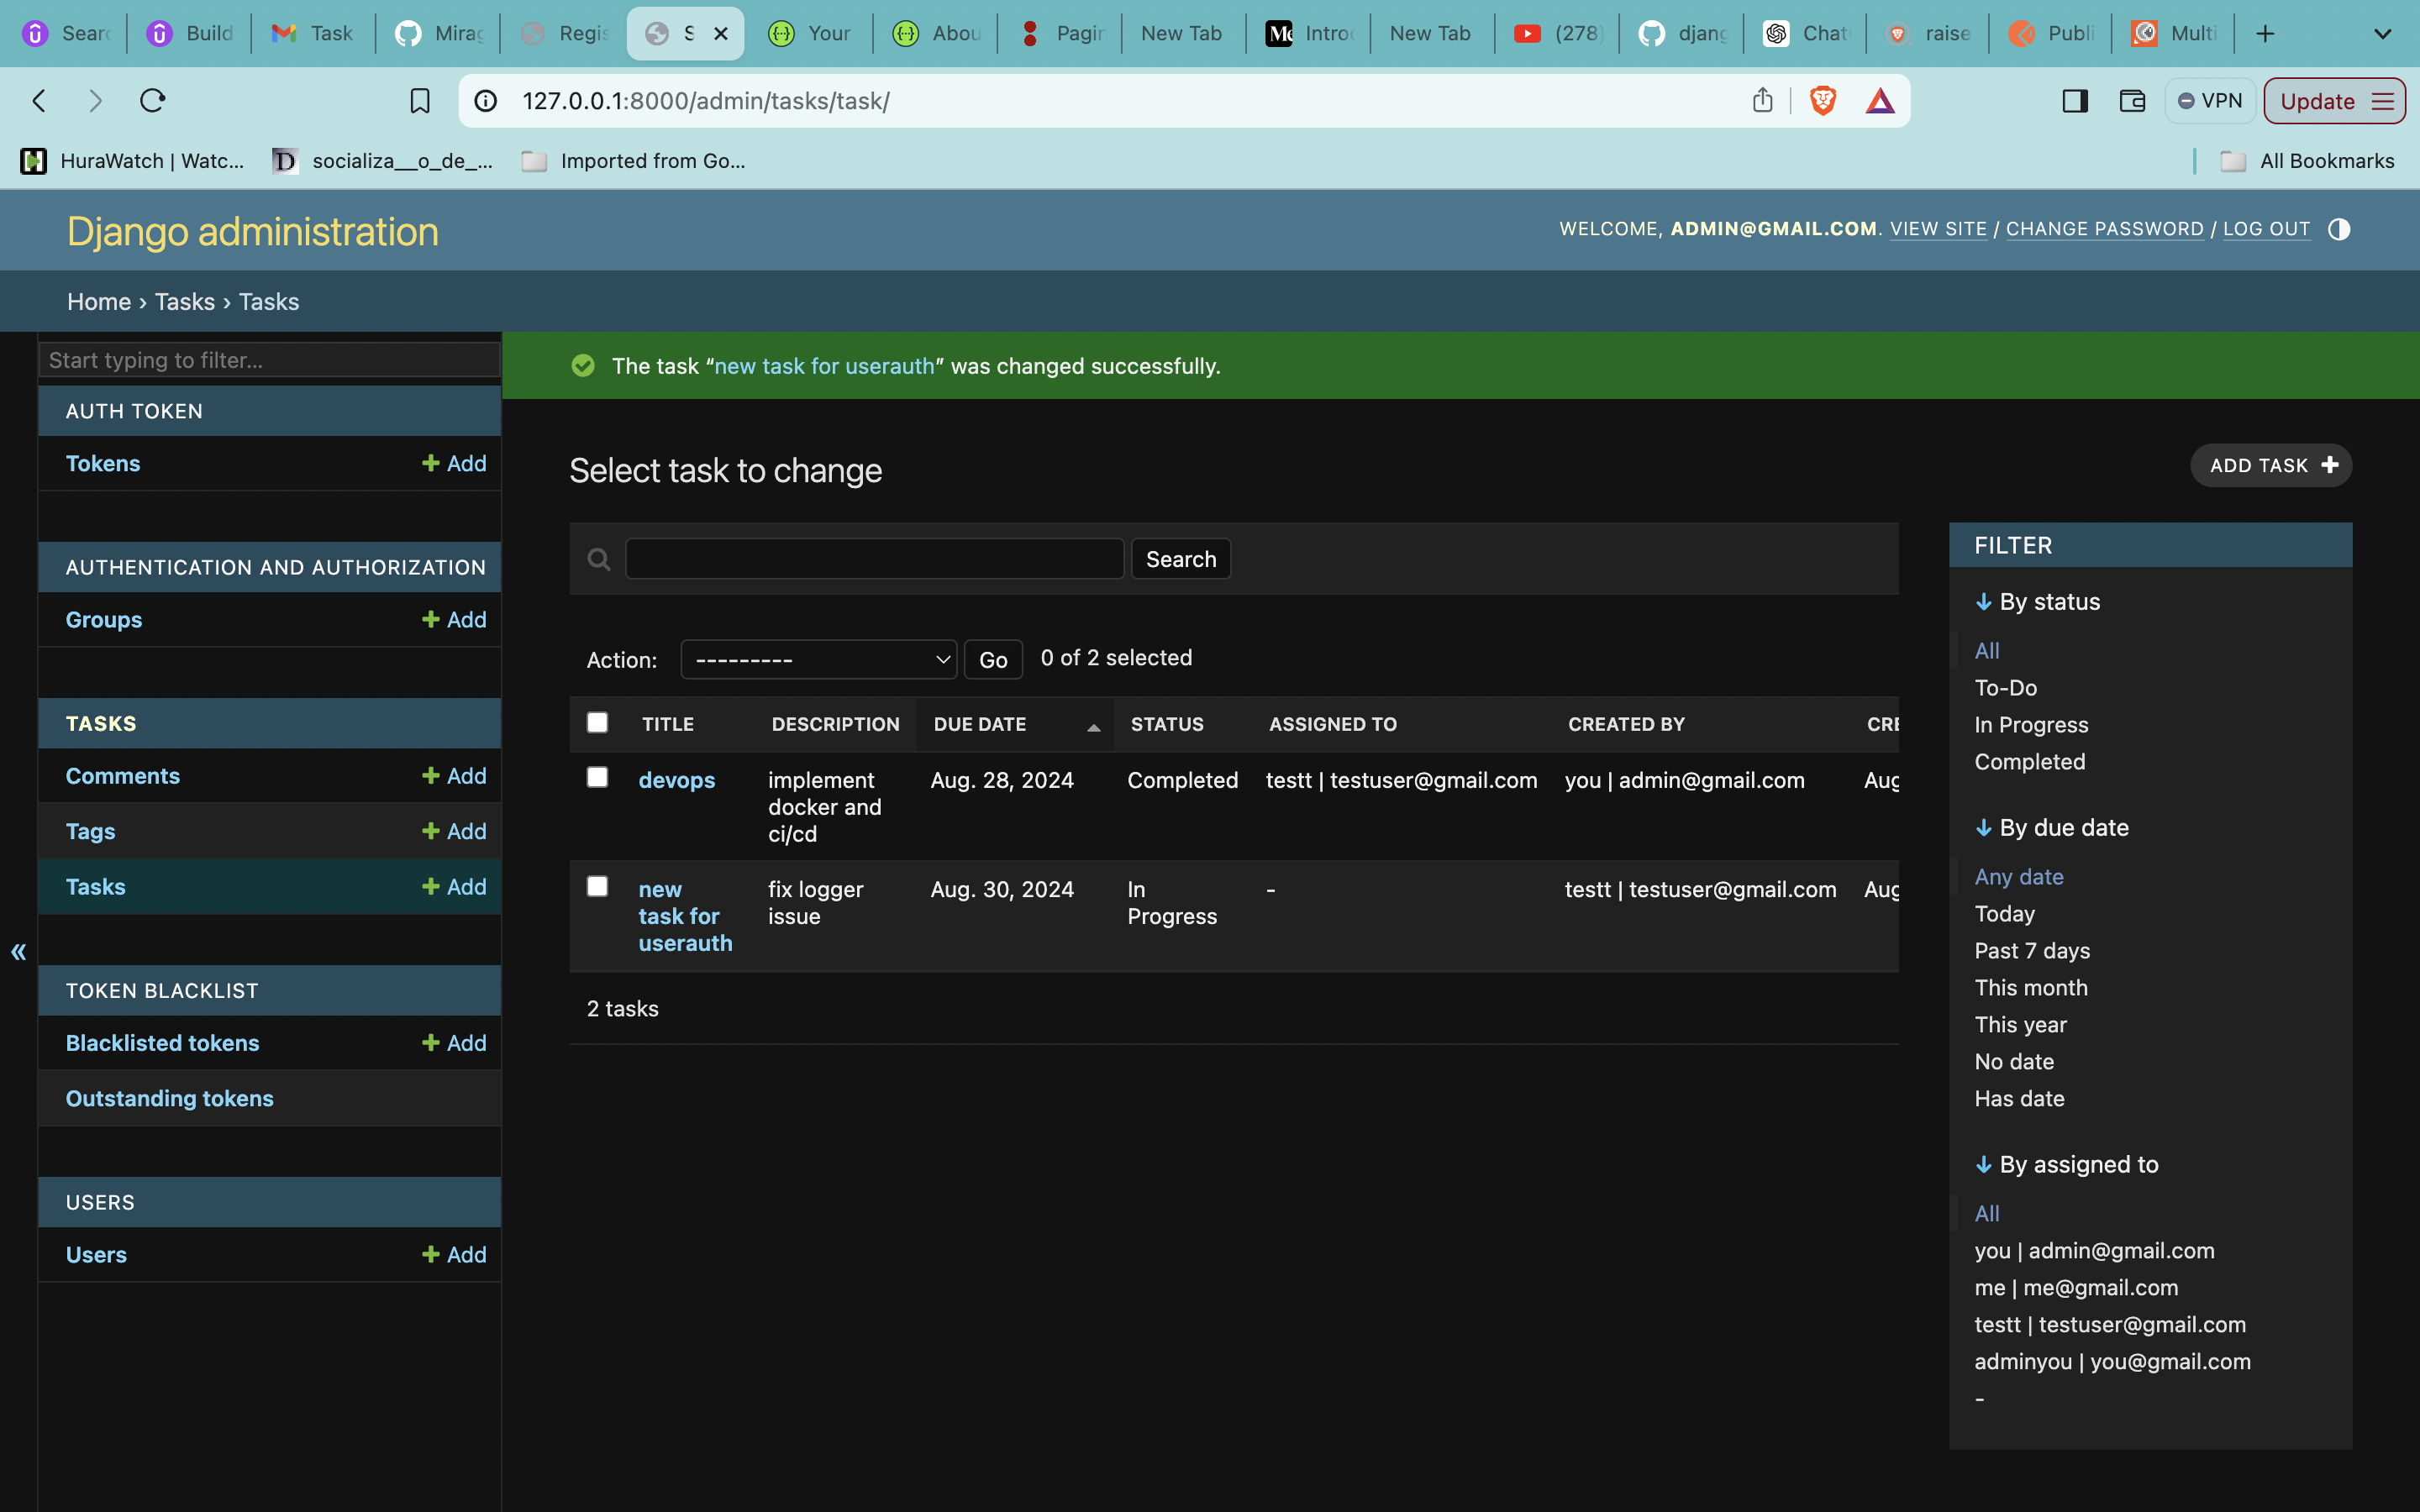 Searc
Build
Task
Mirag
Regis
S
Your
Abou
Pagin
New Tab
Introd
New Tab
(278)
djang
Chat
raise
Publi
Multi
127.0.0.1:8000/admin/tasks/task/
VPN
Update
HuraWatch | Watc...
socializa__o_de_...
Imported from Go...
All Bookmarks
Django administration
WELCOME, ADMIN@GMAIL.COM. VIEW SITE / CHANGE PASSWORD / LOG OUT
Home › Tasks › Tasks
Start typing to filter...
AUTH TOKEN
Tokens + Add
AUTHENTICATION AND AUTHORIZATION
Groups + Add
TASKS
Comments + Add
Tags + Add
Tasks + Add
«
TOKEN BLACKLIST
Blacklisted tokens + Add
Outstanding tokens
USERS
Users + Add
The task “new task for userauth” was changed successfully.
Select task to change
ADD TASK +
Search
Action: --------- Go 0 of 2 selected
TITLE DESCRIPTION DUE DATE STATUS ASSIGNED TO CREATED BY CRE
devops implement Aug. 28, 2024 Completed testt | testuser@gmail.com you | admin@gmail.com Aug
docker and
ci/cd
new fix logger Aug. 30, 2024 In - testt | testuser@gmail.com Aug
task for issue Progress
userauth
2 tasks
FILTER
By status
All
To-Do
In Progress
Completed
By due date
Any date
Today
Past 7 days
This month
This year
No date
Has date
By assigned to
All
you | admin@gmail.com
me | me@gmail.com
testt | testuser@gmail.com
adminyou | you@gmail.com
-